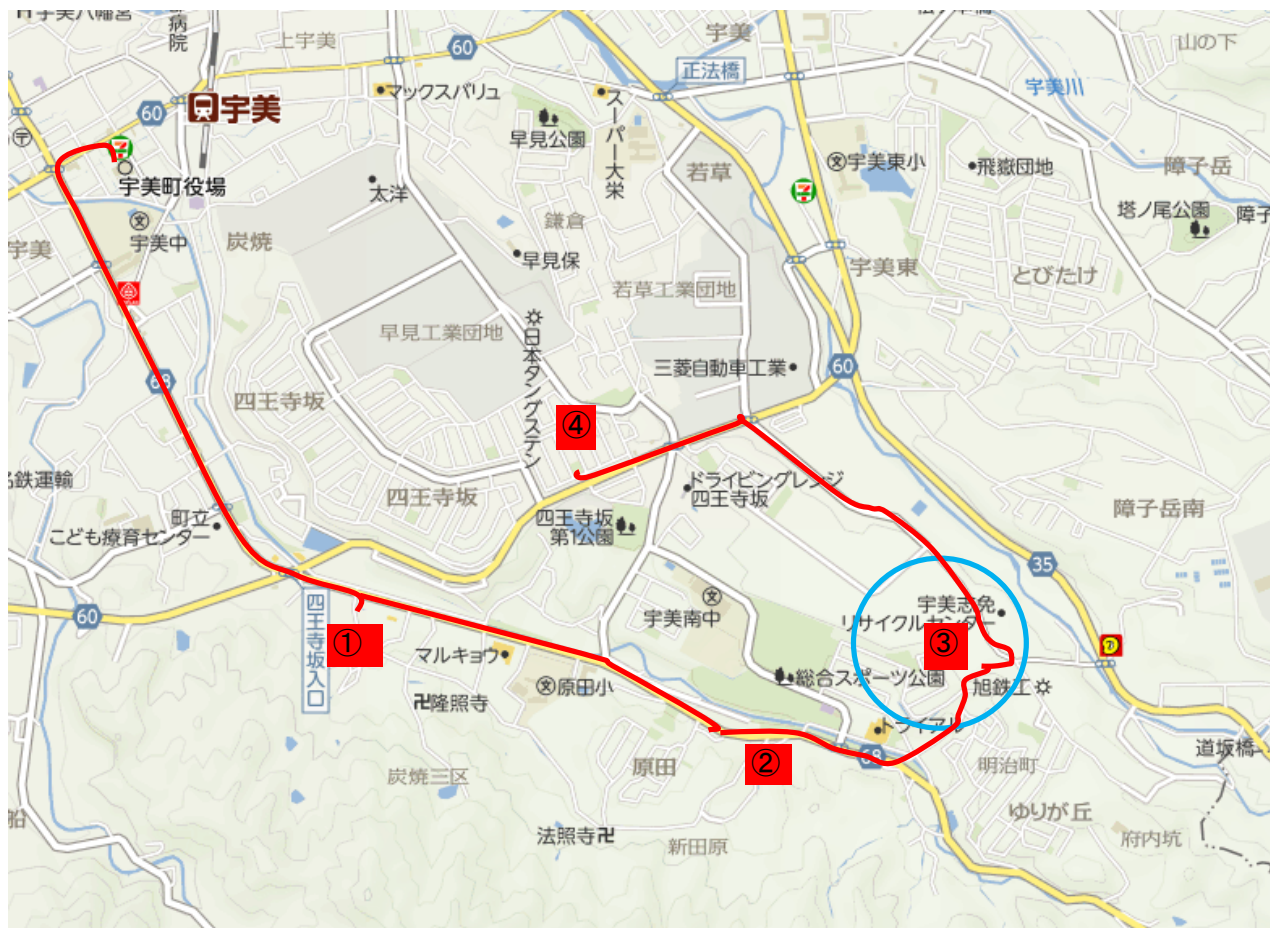 宇美八幡宮
病院
上宇美
60
宇美
正法橋
山の下
宇美川
マックスバリュ
スーパー大栄
60
宇美
早見公園
宇美東小
飛嶽団地
障子岳
宇美町役場
太洋
若草
塔ノ尾公園
障子
宇美中
炭焼
鎌倉
宇美
早見保
宇美東
とびたけ
若草工業団地
早見工業団地
日本タングステン
三菱自動車工業
60
68
四王寺坂
④
名鉄運輸
四王寺坂
ドライビングレンジ
四王寺坂
障子岳南
町立
こども療育センター
四王寺坂
第1公園
35
四王寺坂入口
60
宇美南中
宇美志免
リサイクルセンター
①
③
マルキョウ
原田小
総合スポーツ公園
旭鉄工
隆照寺
トライアル
道坂橋
②
68
原田
明治町
炭焼三区
ゆりが丘
法照寺
新田原
府内坑